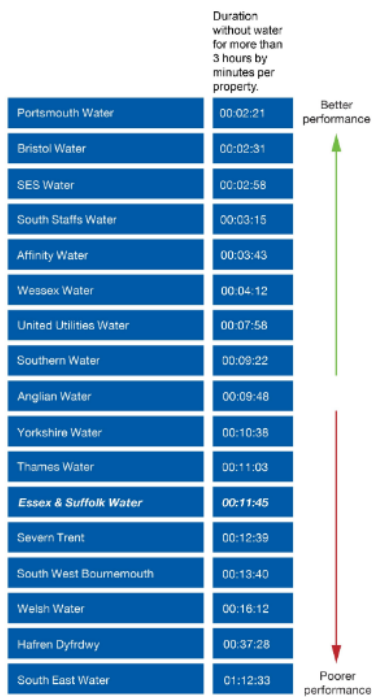 Duration
without water
for more than
3 hours by
minutes per
property.
Portsmouth Water 00:02:21
Better
performance
Bristol Water 00:02:31
SES Water 00:02:58
South Staffs Water 00:03:15
Affinity Water 00:03:43
Wessex Water 00:04:12
United Utilities Water 00:07:58
Southern Water 00:09:22
Anglian Water 00:09:48
Yorkshire Water 00:10:38
Thames Water 00:11:03
Essex & Suffolk Water 00:11:45
Severn Trent 00:12:39
South West Bournemouth 00:13:40
Welsh Water 00:16:12
Hafren Dyfrdwy 00:37:28
South East Water 01:12:33
Poorer
performance